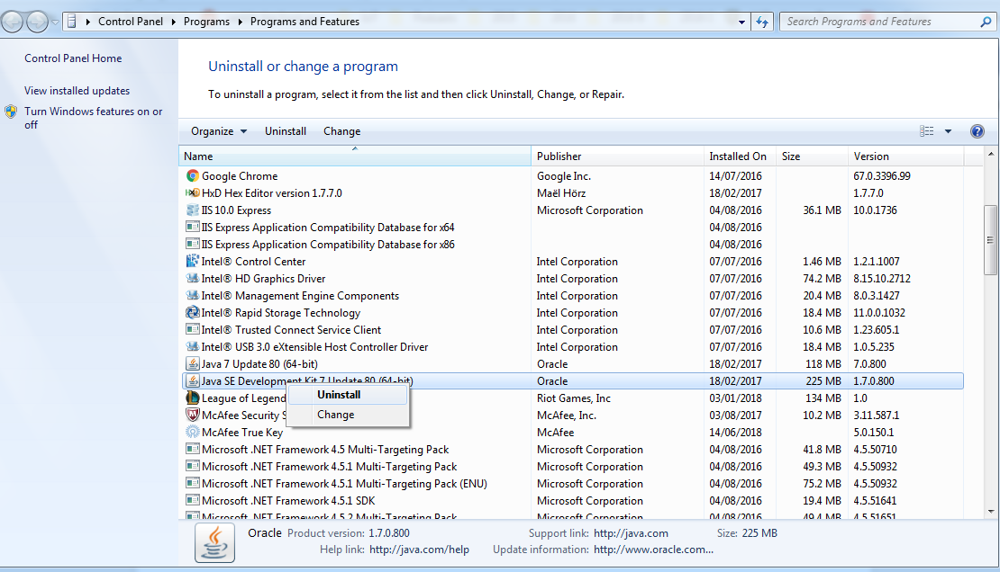 Control Panel Programs Programs and Features Search Programs and Features
Control Panel Home
View installed updates
Turn Windows features on or
off
Uninstall or change a program
To uninstall a program, select it from the list and then click Uninstall, Change, or Repair.
Organize Uninstall Change
Name Publisher Installed On Size Version
Google Chrome Google Inc. 14/07/2016 67.0.3396.99
HxD Hex Editor version 1.7.7.0 Maël Hörz 18/02/2017 1.7.7.0
IIS 10.0 Express Microsoft Corporation 04/08/2016 36.1 MB 10.0.1736
IIS Express Application Compatibility Database for x64 04/08/2016
IIS Express Application Compatibility Database for x86 04/08/2016
Intel® Control Center Intel Corporation 07/07/2016 1.46 MB 1.2.1.1007
Intel® HD Graphics Driver Intel Corporation 07/07/2016 74.2 MB 8.15.10.2712
Intel® Management Engine Components Intel Corporation 07/07/2016 20.4 MB 8.0.3.1427
Intel® Rapid Storage Technology Intel Corporation 07/07/2016 18.4 MB 11.0.0.1032
Intel® Trusted Connect Service Client Intel Corporation 07/07/2016 10.6 MB 1.23.605.1
Intel® USB 3.0 eXtensible Host Controller Driver Intel Corporation 07/07/2016 18.4 MB 1.0.5.235
Java 7 Update 80 (64-bit) Oracle 18/02/2017 118 MB 7.0.800
Java SE Development Kit 7 Update 80 (64-bit) Oracle 18/02/2017 225 MB 1.7.0.800
League of Legend Riot Games, Inc 03/01/2018 134 MB 1.0
Uninstall
McAfee Security S McAfee, Inc. 03/08/2017 10.2 MB 3.11.587.1
Change
McAfee True Key McAfee 14/06/2018 5.0.150.1
Microsoft .NET Framework 4.5 Multi-Targeting Pack Microsoft Corporation 04/08/2016 41.8 MB 4.5.50710
Microsoft .NET Framework 4.5.1 Multi-Targeting Pack Microsoft Corporation 04/08/2016 49.3 MB 4.5.50932
Microsoft .NET Framework 4.5.1 Multi-Targeting Pack (ENU) Microsoft Corporation 04/08/2016 75.2 MB 4.5.50932
Microsoft .NET Framework 4.5.1 SDK Microsoft Corporation 04/08/2016 19.4 MB 4.5.51641
Microsoft .NET Framework 4.5.2 Multi-Targeting Pack Microsoft Corporation 04/08/2016 49.4 MB 4.5.51651
Oracle Product version: 1.7.0.800 Support link: http://java.com Size: 225 MB
Help link: http://java.com/help Update information: http://www.oracle.com...